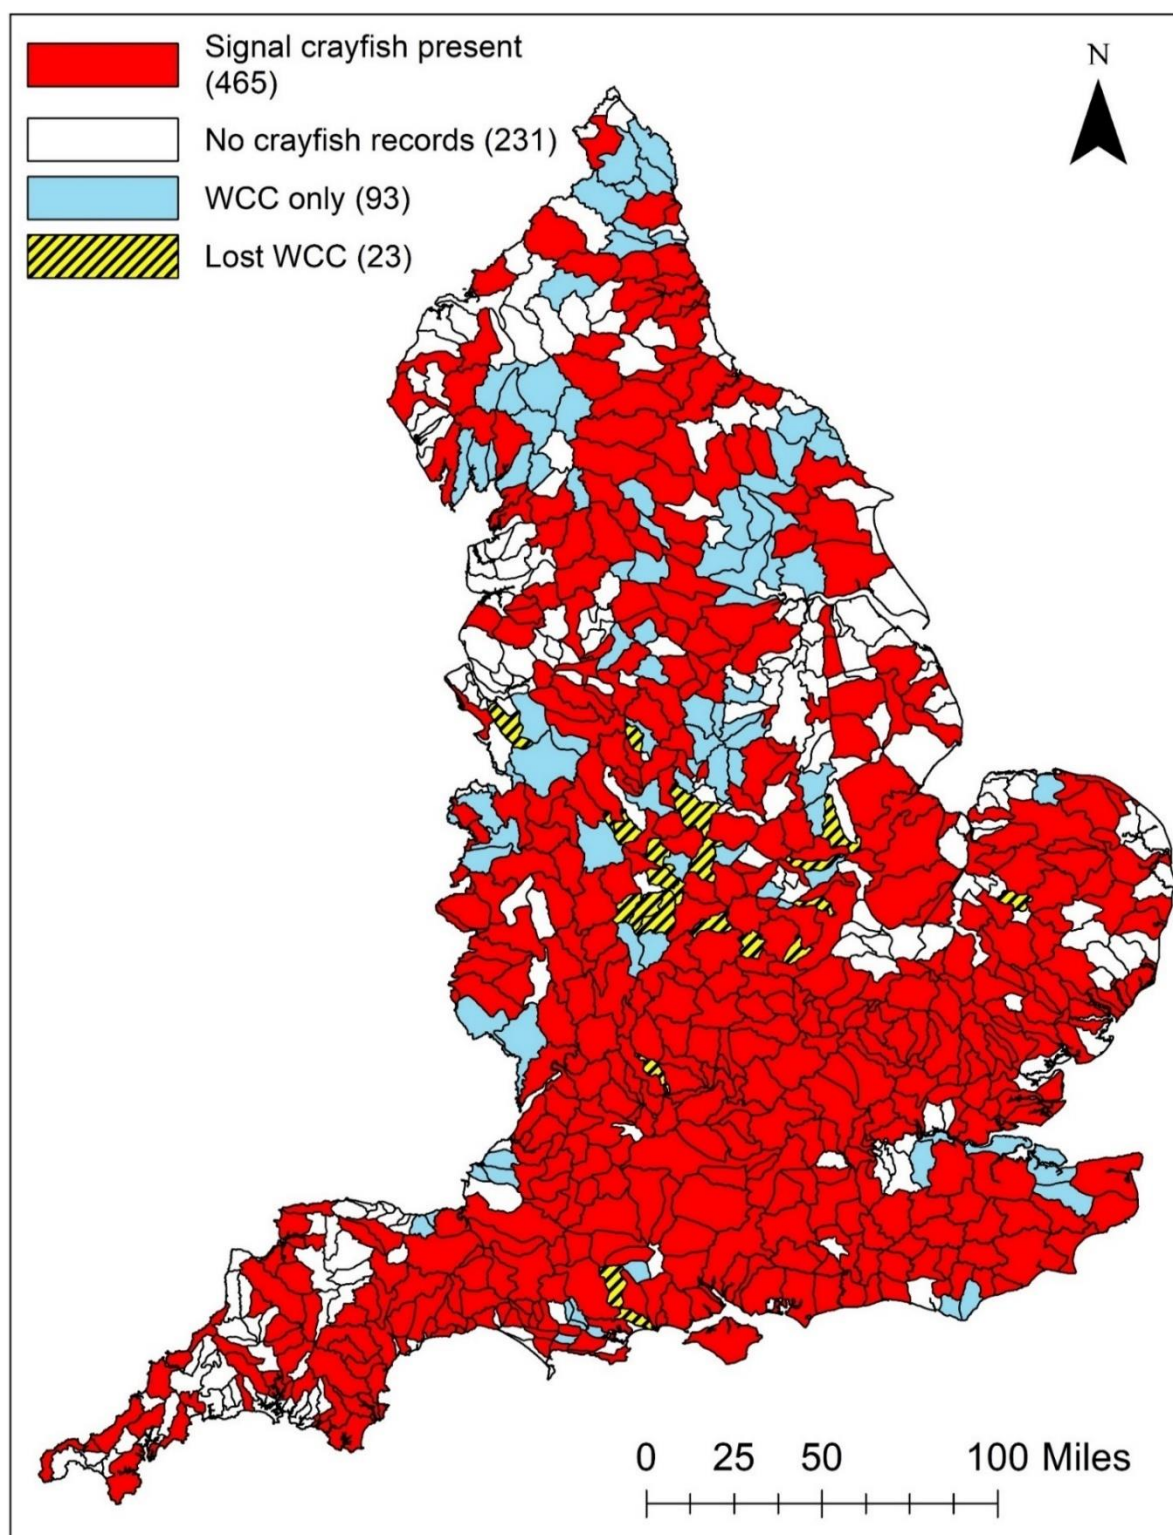 Signal crayfish present
(465)
N
No crayfish records (231)
WCC only (93)
Lost WCC (23)
0 25 50 100 Miles